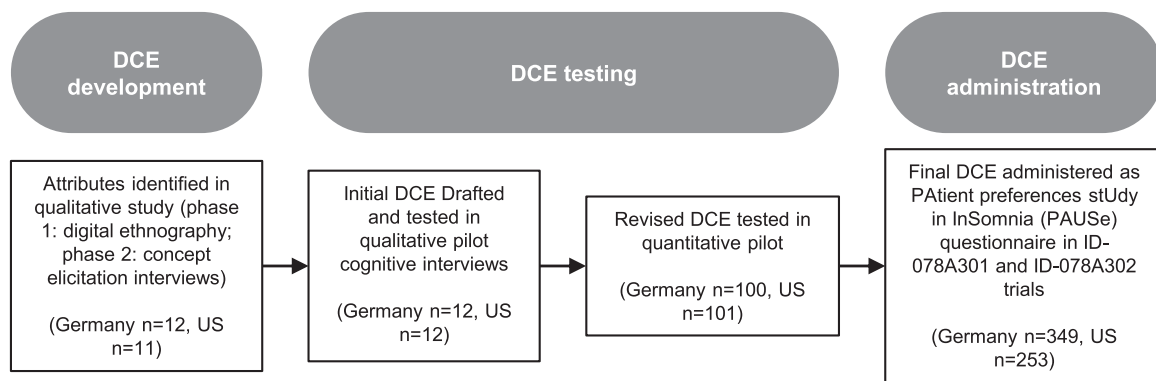 DCE
development
DCE testing
DCE
administration
Attributes identified in
qualitative study (phase
1: digital ethnography;
phase 2: concept
elicitation interviews)
(Germany n=12, US
n=11)
Initial DCE Drafted
and tested in
qualitative pilot
cognitive interviews
(Germany n=12, US
n=12)
Revised DCE tested in
quantitative pilot
(Germany n=100, US
n=101)
Final DCE administered as
PAtient preferences stUdy
in InSomnia (PAUSe)
questionnaire in ID-
078A301 and ID-078A302
trials
(Germany n=349, US
n=253)